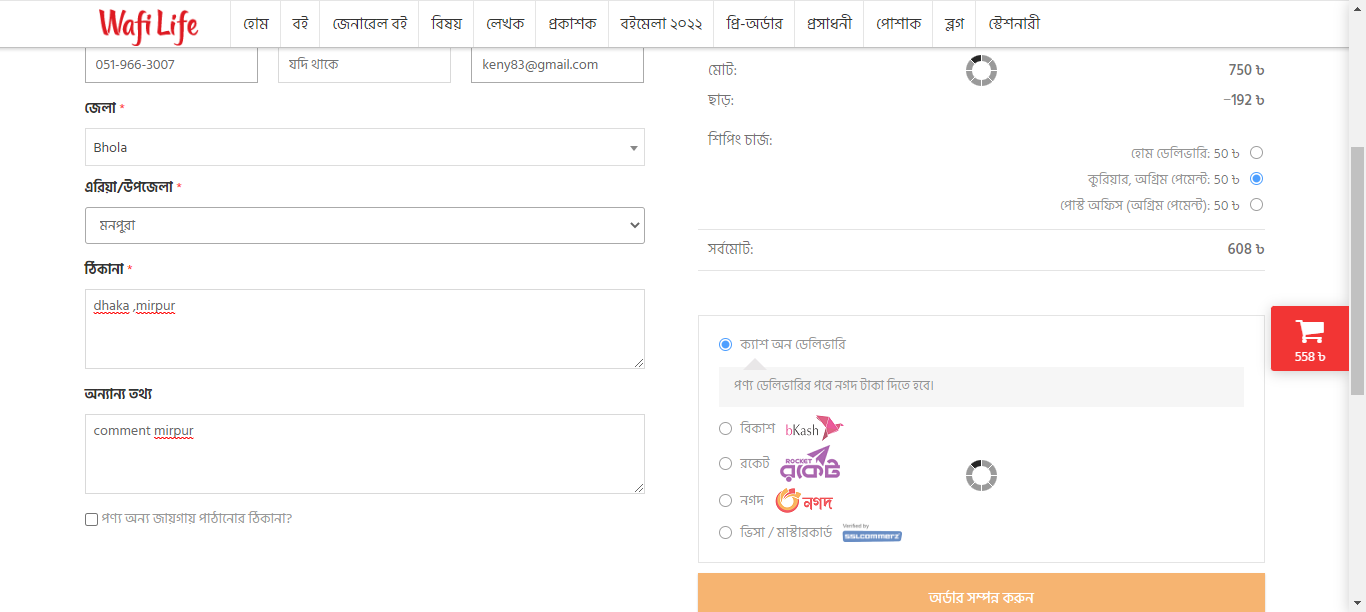 Wafi Life
হোম
বই
জেনারেল বই
বিষয়
লেখক
প্রকাশক
বইমেলা ২০২২
প্রি-অর্ডার
প্রসাধনী
পোশাক
ব্লগ
স্টেশনারী
051-966-3007
যদি থাকে
keny83@gmail.com
জেলা *
Bhola
এরিয়া/উপজেলা *
মনপুরা
ঠিকানা *
dhaka ,mirpur
অন্যান্য তথ্য
comment mirpur
পণ্য অন্য জায়গায় পাঠানোর ঠিকানা?
মোট: 750 ৳
ছাড়: −192 ৳
শিপিং চার্জ:
হোম ডেলিভারি: 50 ৳
কুরিয়ার, অগ্রিম পেমেন্ট: 50 ৳
পোস্ট অফিস (অগ্রিম পেমেন্ট): 50 ৳
সর্বমোট: 608 ৳
558 ৳
ক্যাশ অন ডেলিভারি
পণ্য ডেলিভারির পরে নগদ টাকা দিতে হবে।
বিকাশ bKash
রকেট ROCKET রকেট
নগদ নগদ
ভিসা / মাস্টারকার্ড Verified by SSLCOMMERZ
অর্ডার সম্পন্ন করুন